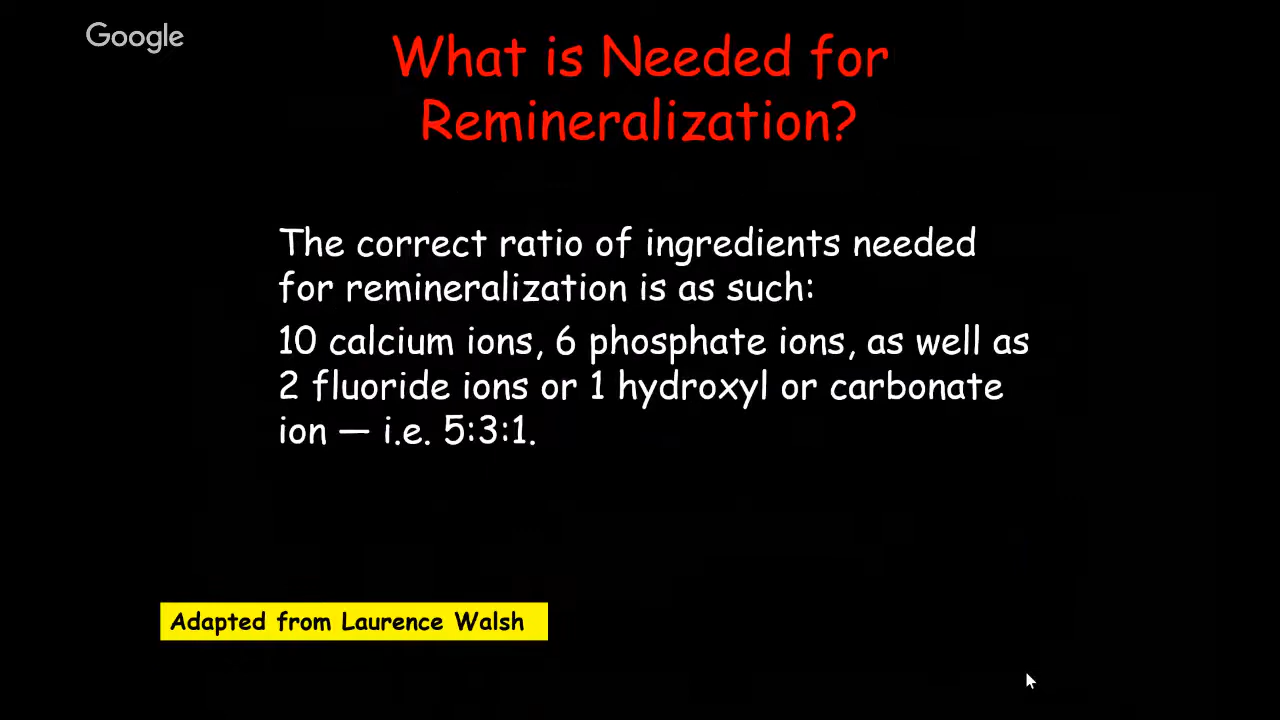 Google
What is Needed for
Remineralization?
The correct ratio of ingredients needed
for remineralization is as such:
10 calcium ions, 6 phosphate ions, as well as
2 fluoride ions or 1 hydroxyl or carbonate
ion — i.e. 5:3:1.
Adapted from Laurence Walsh